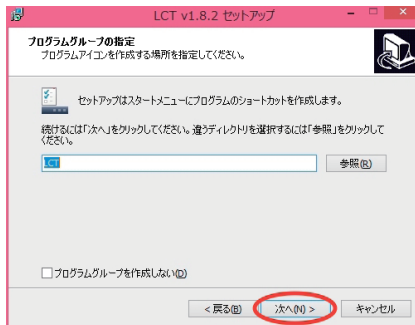 LCT v1.8.2 セットアップ
プログラムグループの指定
プログラムアイコンを作成する場所を指定してください。
セットアップはスタートメニューにプログラムのショートカットを作成します。
続けるには「次へ」をクリックしてください。違うディレクトリを選択するには「参照」をクリックして
ください。
LCT
参照(R)
プログラムグループを作成しない(D)
< 戻る(B)
次へ(N) >
キャンセル